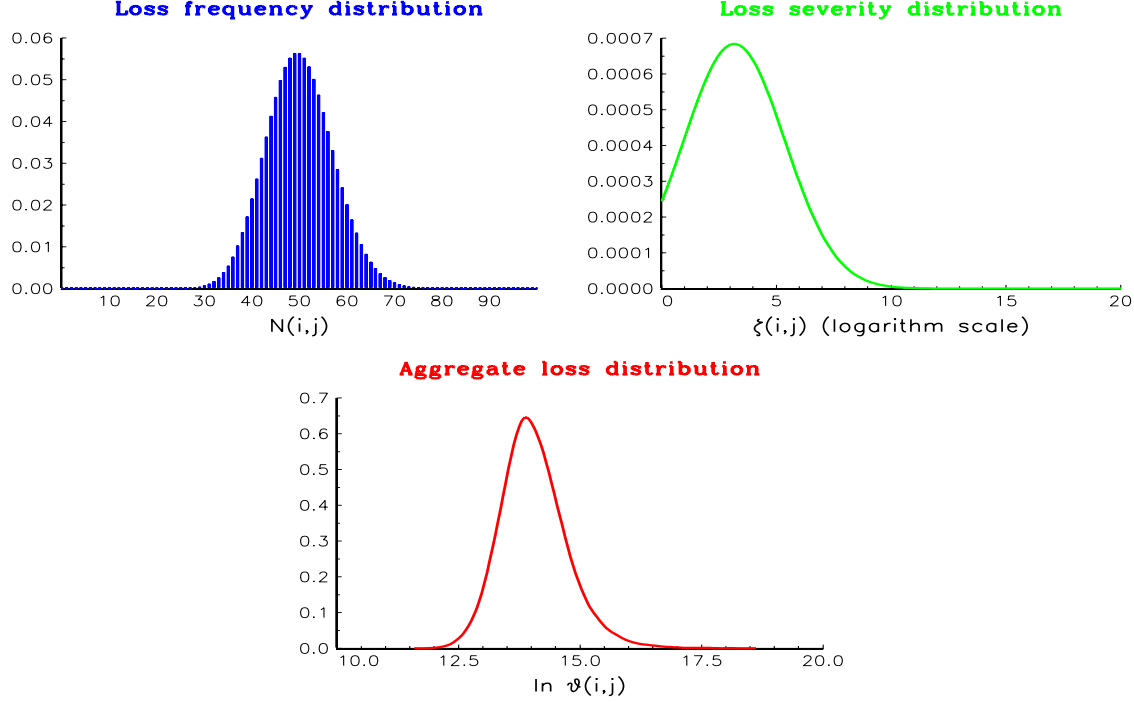 Loss frequency distribution
0.06
0.05
0.04
0.03
0.02
0.01
0.00
10 20 30 40 50 60 70 80 90
N(i,j)
Loss severity distribution
0.0007
0.0006
0.0005
0.0004
0.0003
0.0002
0.0001
0.0000
0 5 10 15 20
ζ(i,j) (logarithm scale)
Aggregate loss distribution
0.7
0.6
0.5
0.4
0.3
0.2
0.1
0.0
10.0 12.5 15.0 17.5 20.0
ln ϑ(i,j)